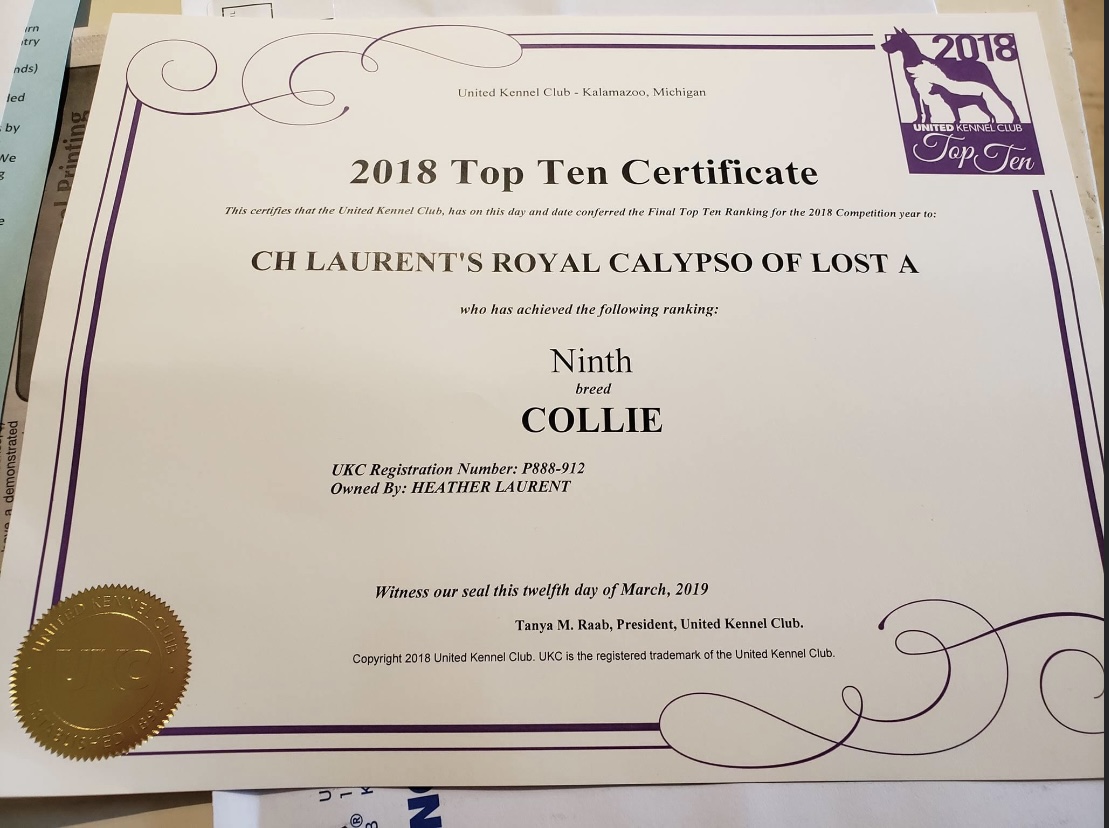 United Kennel Club - Kalamazoo, Michigan
2018
UNITED KENNEL CLUB
Top Ten
2018 Top Ten Certificate
This certifies that the United Kennel Club, has on this day and date conferred the Final Top Ten Ranking for the 2018 Competition year to:
CH LAURENT'S ROYAL CALYPSO OF LOST A
who has achieved the following ranking:
Ninth
breed
COLLIE
UKC Registration Number: P888-912
Owned By: HEATHER LAURENT
Witness our seal this twelfth day of March, 2019
Tanya M. Raab, President, United Kennel Club.
Copyright 2018 United Kennel Club. UKC is the registered trademark of the United Kennel Club.
UNITED KENNEL CLUB
UKC
Printing
a demonstrated
by